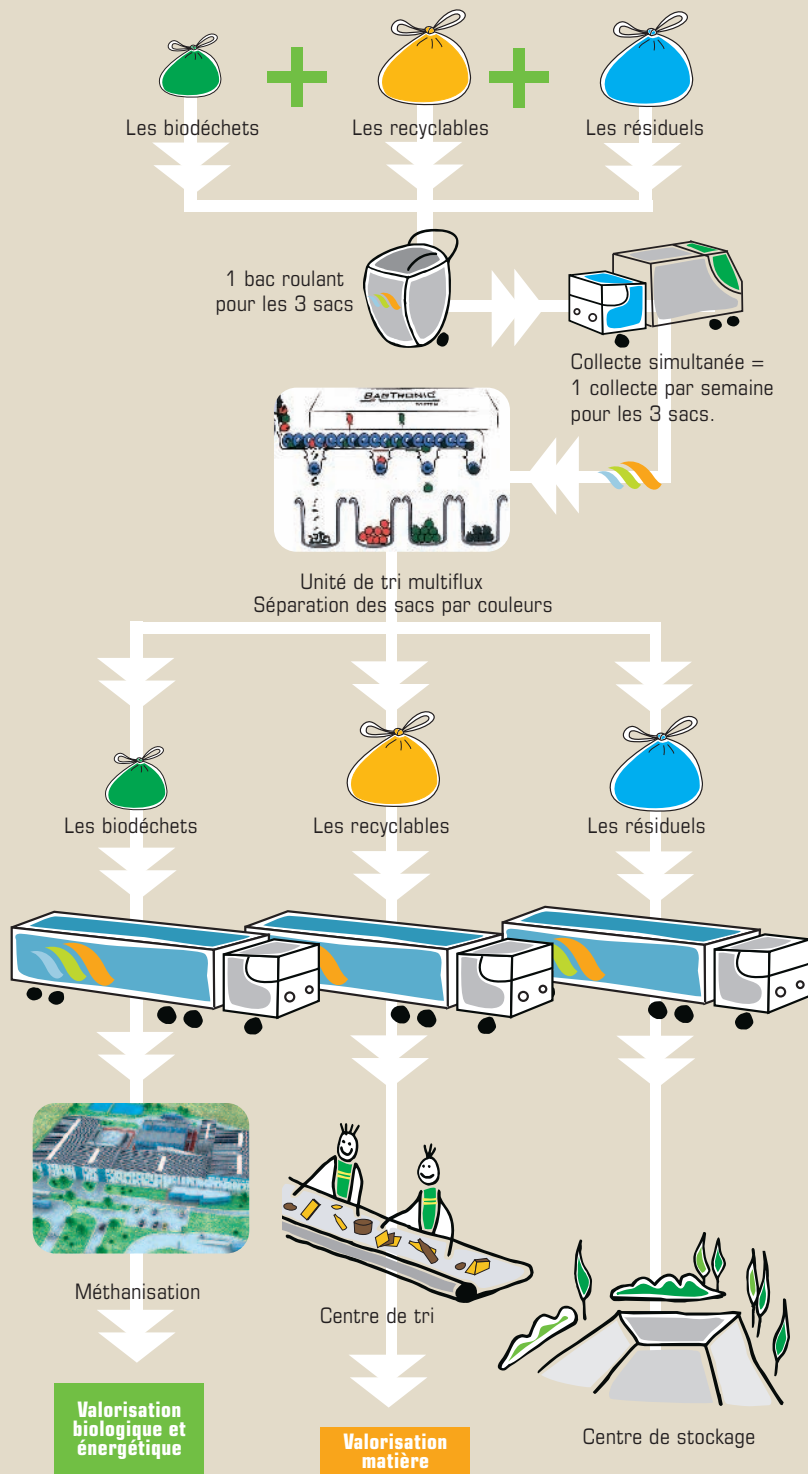 Les biodéchets
Les recyclables
Les résiduels
1 bac roulant
pour les 3 sacs
Collecte simultanée =
1 collecte par semaine
pour les 3 sacs.
BAGTRONIC
SYSTEM
Unité de tri multiflux
Séparation des sacs par couleurs
Les biodéchets
Les recyclables
Les résiduels
Méthanisation
Centre de tri
Centre de stockage
Valorisation
biologique et
énergétique
Valorisation
matière